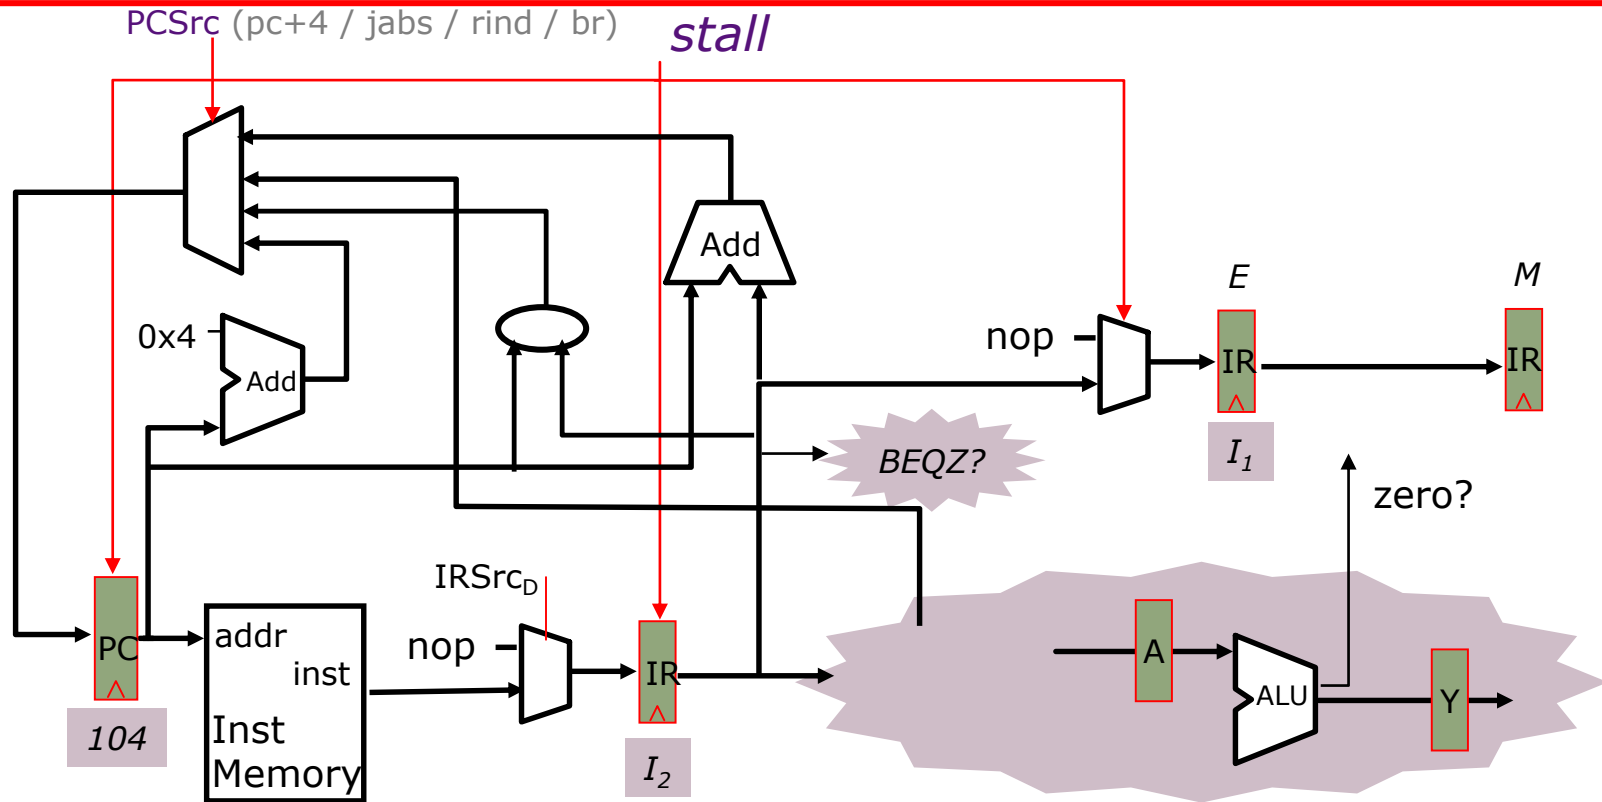 PCSrc (pc+4 / jabs / rind / br)
stall
Add
0x4
Add
nop
E
IR
I1
M
IR
BEQZ?
zero?
PC
104
addr
inst
Inst
Memory
IRSrcD
nop
IR
I2
A
ALU
Y